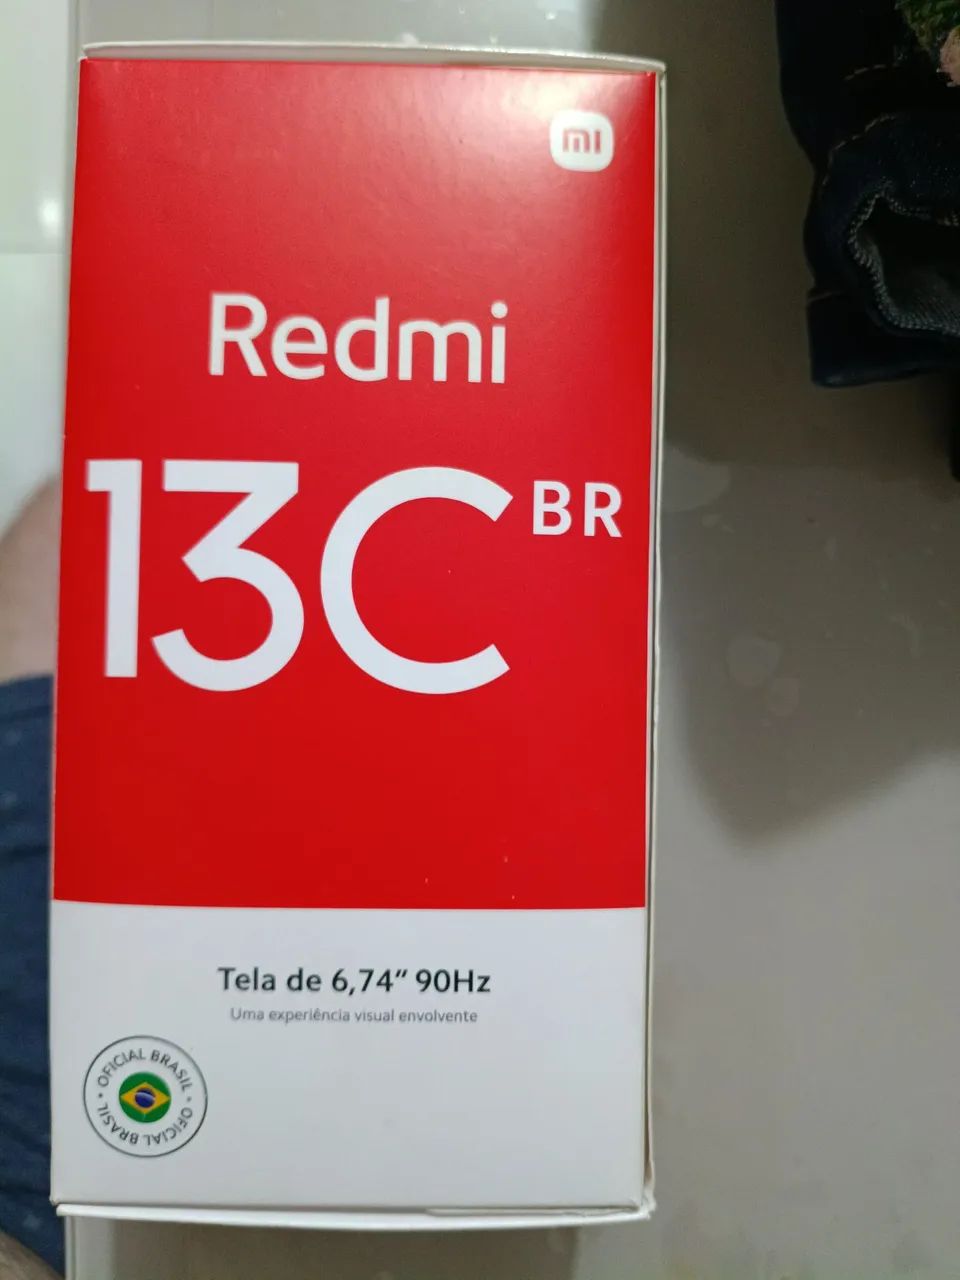 mi
Redmi
13C BR
Tela de 6,74” 90Hz
Uma experiência visual envolvente
OFICIAL BRASIL • OFICIAL BRASIL •